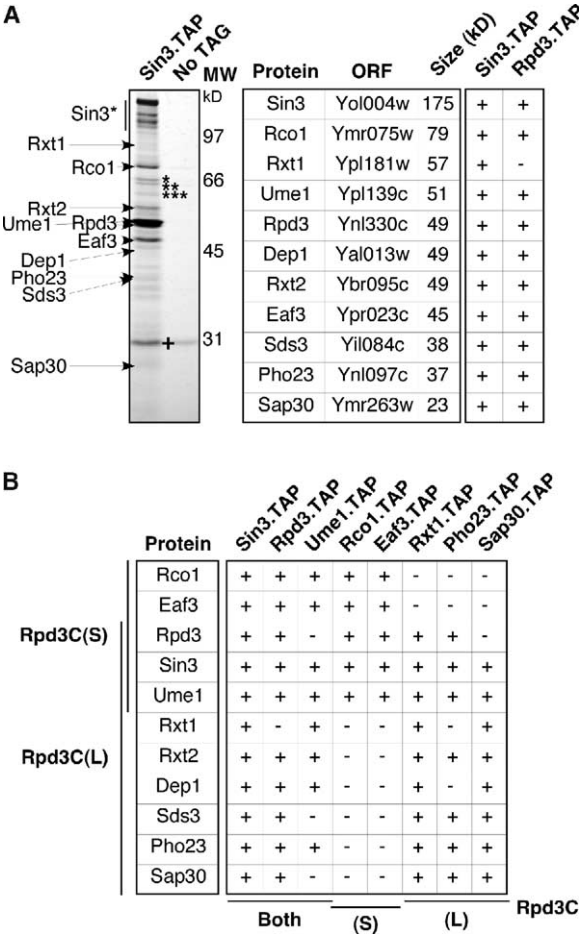 A
Sin3.TAP
No TAG
MW
kD
Sin3*
97
Rxt1
Rco1
66
*
**
***
Rxt2
Ume1
Rpd3
Eaf3
45
Dep1
Pho23
Sds3
+
31
Sap30
Protein ORF Size (kD) Sin3.TAP Rpd3.TAP
Sin3 Yol004w 175 + +
Rco1 Ymr075w 79 + +
Rxt1 Ypl181w 57 + -
Ume1 Ypl139c 51 + +
Rpd3 Ynl330c 49 + +
Dep1 Yal013w 49 + +
Rxt2 Ybr095c 49 + +
Eaf3 Ypr023c 45 + +
Sds3 Yil084c 38 + +
Pho23 Ynl097c 37 + +
Sap30 Ymr263w 23 + +
B
Protein Sin3.TAP Rpd3.TAP Ume1.TAP Rco1.TAP Eaf3.TAP Rxt1.TAP Pho23.TAP Sap30.TAP
Rco1 + + + + + - - -
Eaf3 + + + + + - - -
Rpd3 + + - + + + + -
Sin3 + + + + + + + +
Ume1 + + + + + + + +
Rxt1 + - + - - + - +
Rxt2 + + + - - + + +
Dep1 + + + - - + - +
Sds3 + + - - - + + +
Pho23 + + + - - + + +
Sap30 + + - - - + + +
Rpd3C(S)
Rpd3C(L)
Both (S) (L) Rpd3C